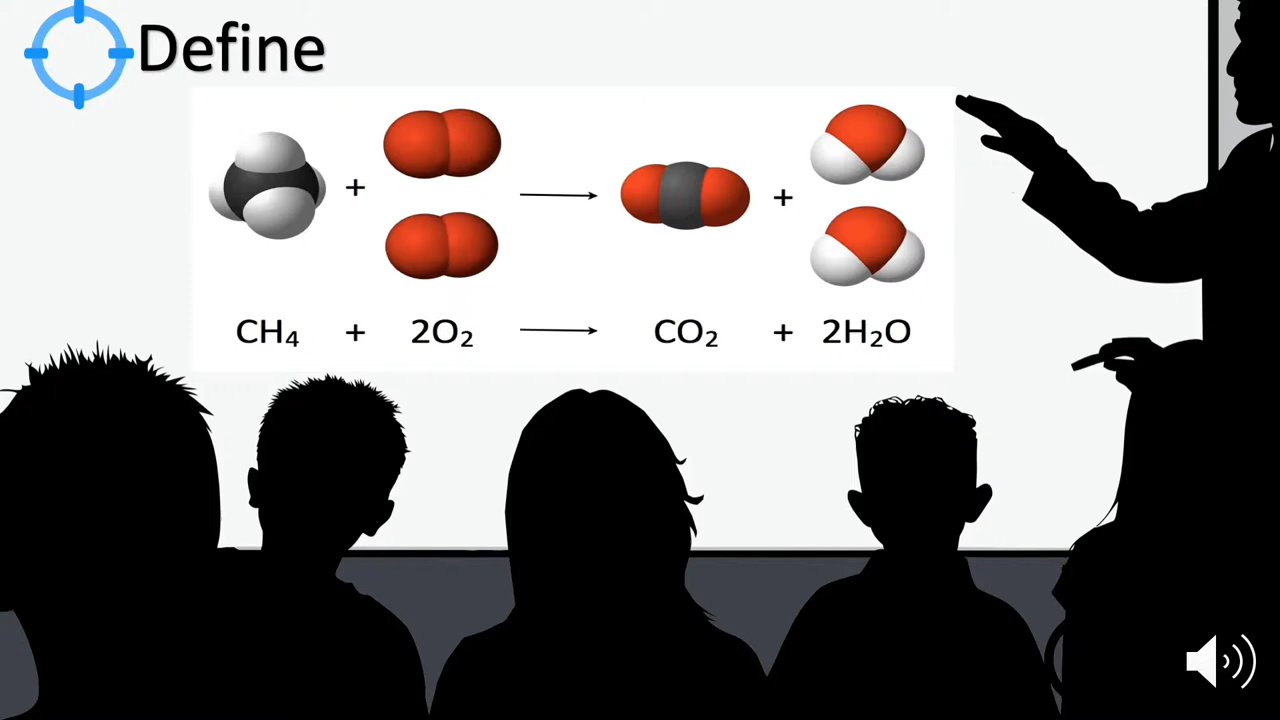 Define
+ +
CH₄ + 2O₂ → CO₂ + 2H₂O